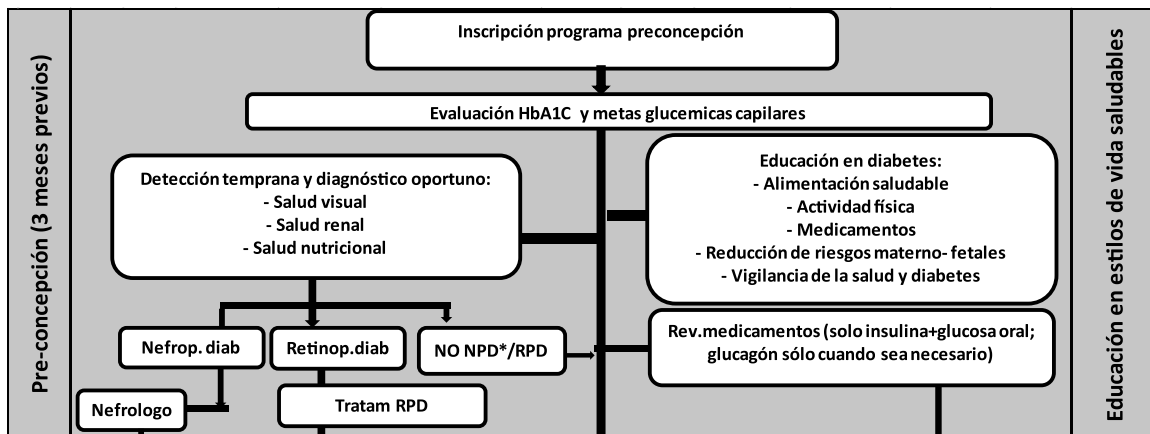 Pre-concepción (3 meses previos)
Inscripción programa preconcepción
Evaluación HbA1C y metas glucemicas capilares
Detección temprana y diagnóstico oportuno:
- Salud visual
- Salud renal
- Salud nutricional
Educación en diabetes:
- Alimentación saludable
- Actividad física
- Medicamentos
- Reducción de riesgos materno- fetales
- Vigilancia de la salud y diabetes
Nefrop. diab
Retinop.diab
NO NPD*/RPD
Rev.medicamentos (solo insulina+glucosa oral;
glucagón sólo cuando sea necesario)
Nefrologo
Tratam RPD
Educación en estilos de vida saludables